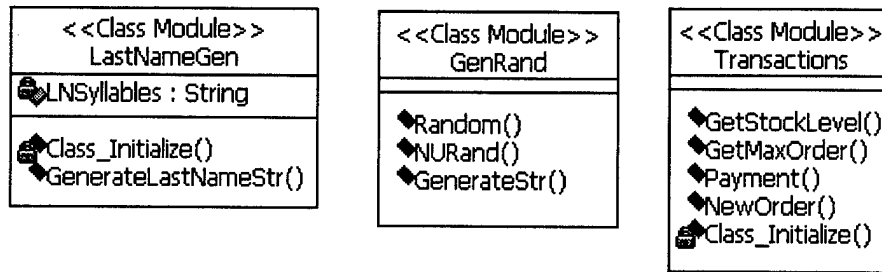 <<Class Module>>
LastNameGen
LNSyllables : String
Class_Initialize()
GenerateLastNameStr()
<<Class Module>>
GenRand
Random()
NURand()
GenerateStr()
<<Class Module>>
Transactions
GetStockLevel()
GetMaxOrder()
Payment()
NewOrder()
Class_Initialize()